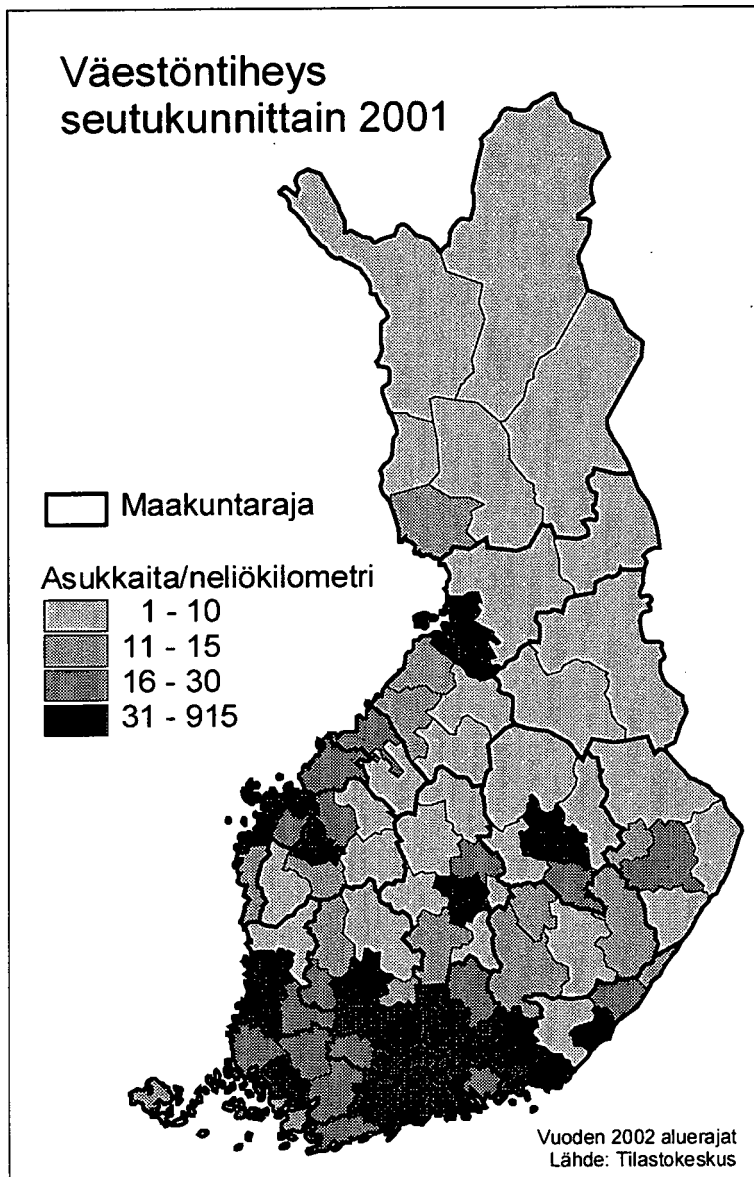 Väestöntiheys
seutukunnittain 2001
Maakuntaraja
Asukkaita/neliökilometri
1 - 10
11 - 15
16 - 30
31 - 915
Vuoden 2002 aluerajat
Lähde: Tilastokeskus